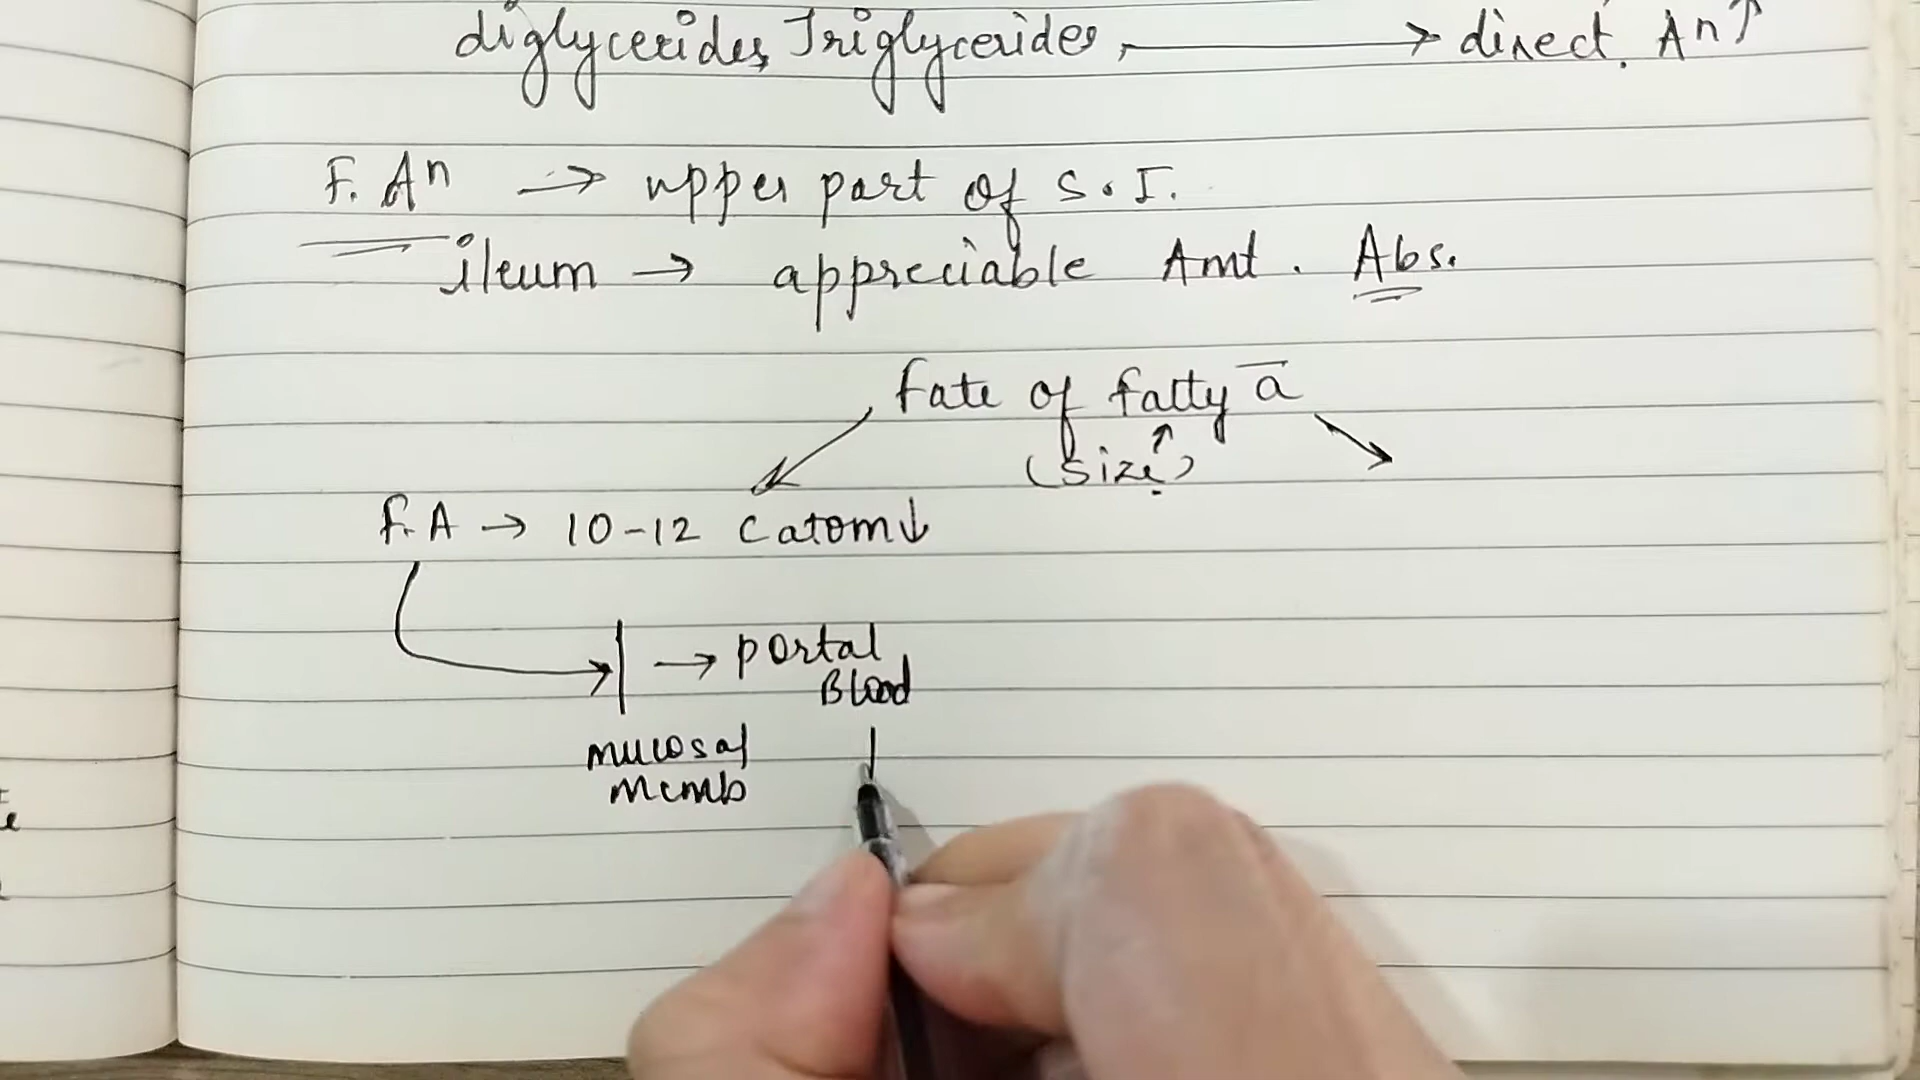 diglycerides, Triglycerides, → direct. Aⁿ↑
F. Aⁿ → upper part of S.I.
ileum → appreciable Amt. Abs.
Fate of fatty a̅
(size)
F.A → 10-12 C atom↓
→ portal
Blood
mucosal
Memb